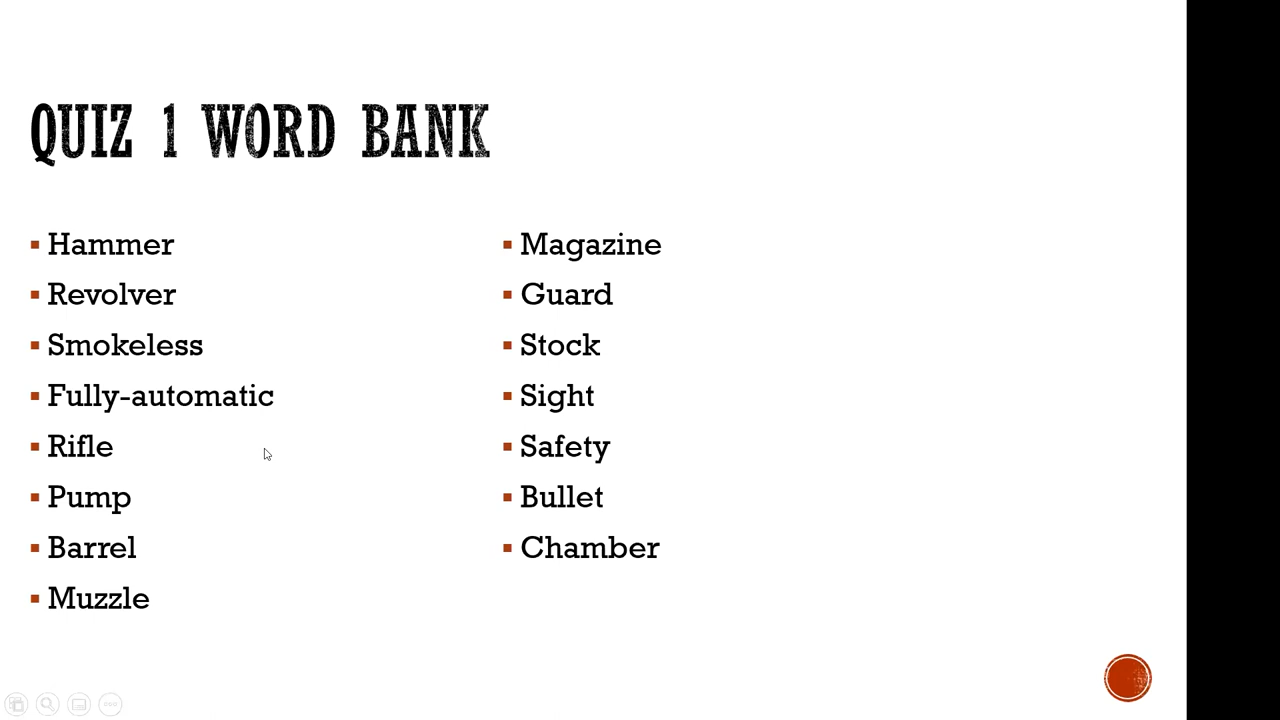 QUIZ 1 WORD BANK
Hammer
Revolver
Smokeless
Fully-automatic
Rifle
Pump
Barrel
Muzzle
Magazine
Guard
Stock
Sight
Safety
Bullet
Chamber